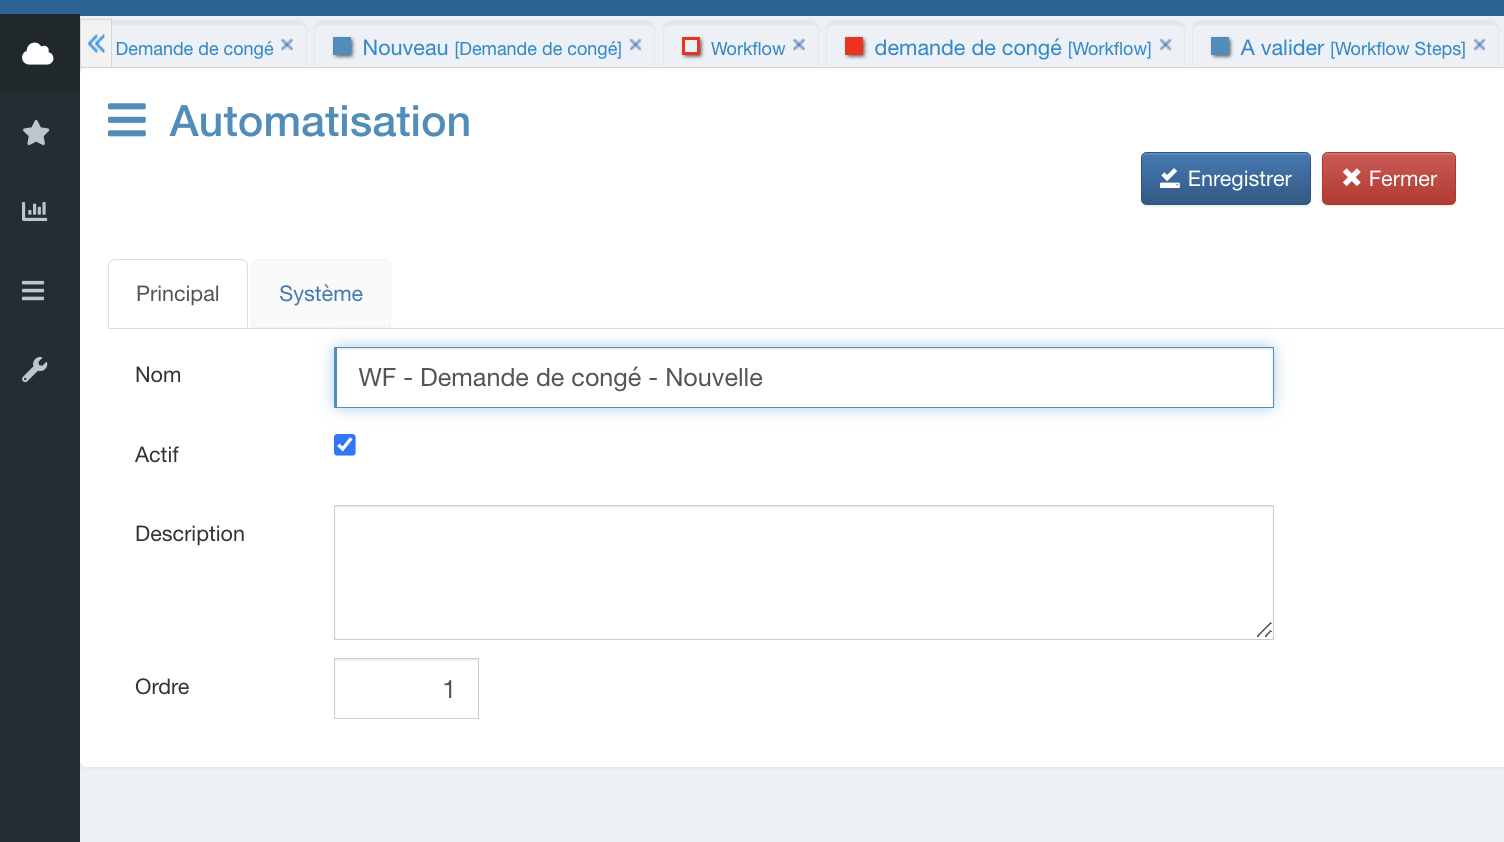 Demande de congé
Nouveau [Demande de congé]
Workflow
demande de congé [Workflow]
A valider [Workflow Steps]
Automatisation
Enregistrer
Fermer
Principal
Système
Nom
WF - Demande de congé - Nouvelle
Actif
Description
Ordre
1